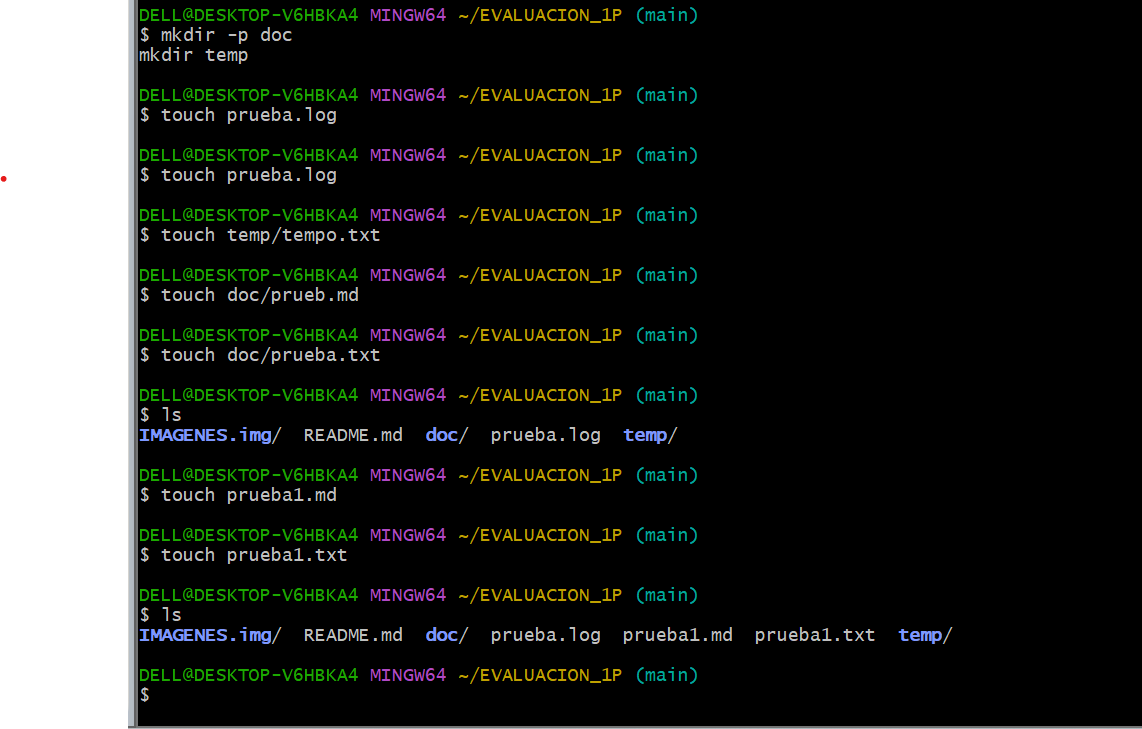 DELL@DESKTOP-V6HBKA4 MINGW64 ~/EVALUACION_1P (main)
$ mkdir -p doc
mkdir temp
DELL@DESKTOP-V6HBKA4 MINGW64 ~/EVALUACION_1P (main)
$ touch prueba.log
DELL@DESKTOP-V6HBKA4 MINGW64 ~/EVALUACION_1P (main)
$ touch prueba.log
DELL@DESKTOP-V6HBKA4 MINGW64 ~/EVALUACION_1P (main)
$ touch temp/tempo.txt
DELL@DESKTOP-V6HBKA4 MINGW64 ~/EVALUACION_1P (main)
$ touch doc/prueb.md
DELL@DESKTOP-V6HBKA4 MINGW64 ~/EVALUACION_1P (main)
$ touch doc/prueba.txt
DELL@DESKTOP-V6HBKA4 MINGW64 ~/EVALUACION_1P (main)
$ ls
IMAGENES.img/  README.md  doc/  prueba.log  temp/
DELL@DESKTOP-V6HBKA4 MINGW64 ~/EVALUACION_1P (main)
$ touch prueba1.md
DELL@DESKTOP-V6HBKA4 MINGW64 ~/EVALUACION_1P (main)
$ touch prueba1.txt
DELL@DESKTOP-V6HBKA4 MINGW64 ~/EVALUACION_1P (main)
$ ls
IMAGENES.img/  README.md  doc/  prueba.log  prueba1.md  prueba1.txt  temp/
DELL@DESKTOP-V6HBKA4 MINGW64 ~/EVALUACION_1P (main)
$